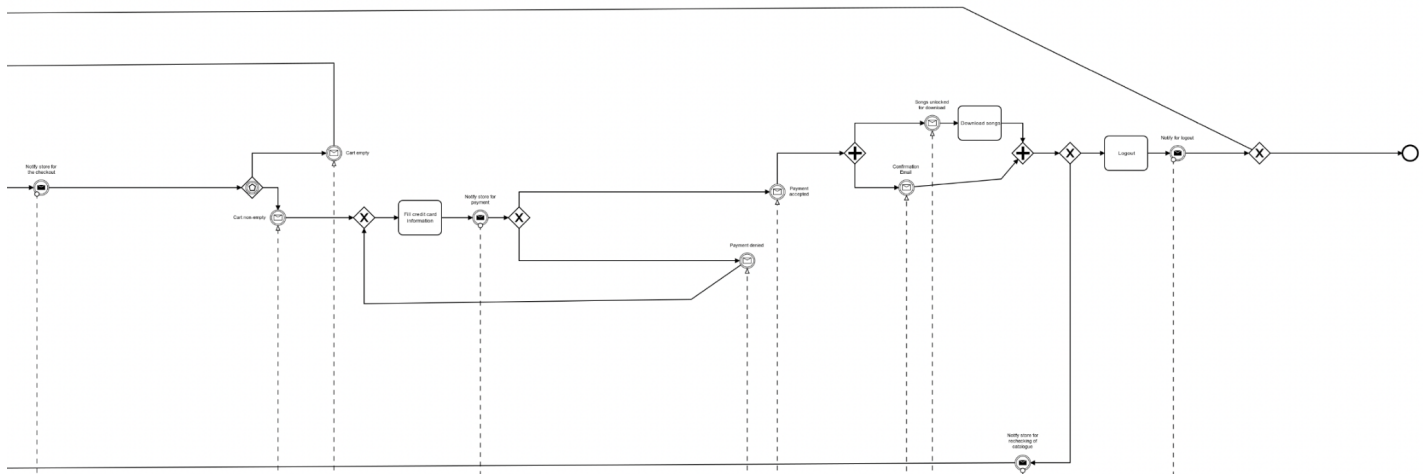 Songs unlocked
for download
Download songs
Notify for logout
Logout
Cart empty
Notify store for
the checkout
Confirmation
Email
Payment
accepted
Notify store for
payment
Cart non-empty
Fill credit-card
information
Payment denied
Notify store for
rechecking of
catalogue